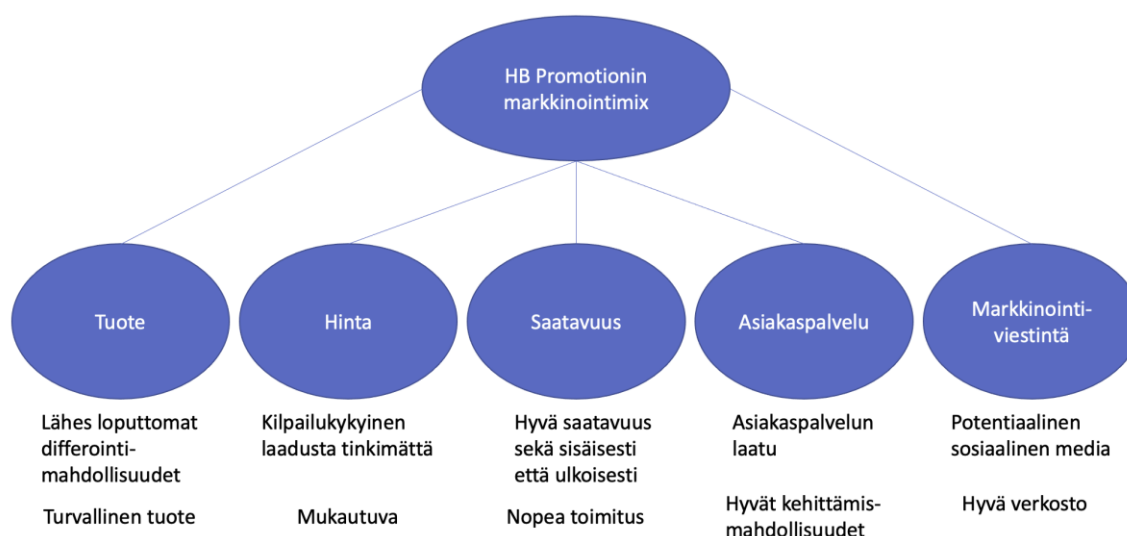 HB Promotionin
markkinointimix
Tuote
Hinta
Saatavuus
Asiakaspalvelu
Markkinointi-
viestintä
Lähes loputtomat
differointi-
mahdollisuudet
Turvallinen tuote
Kilpailukykyinen
laadusta tinkimättä
Mukautuva
Hyvä saatavuus
sekä sisäisesti
että ulkoisesti
Nopea toimitus
Asiakaspalvelun
laatu
Hyvät kehittämis-
mahdollisuudet
Potentiaalinen
sosiaalinen media
Hyvä verkosto